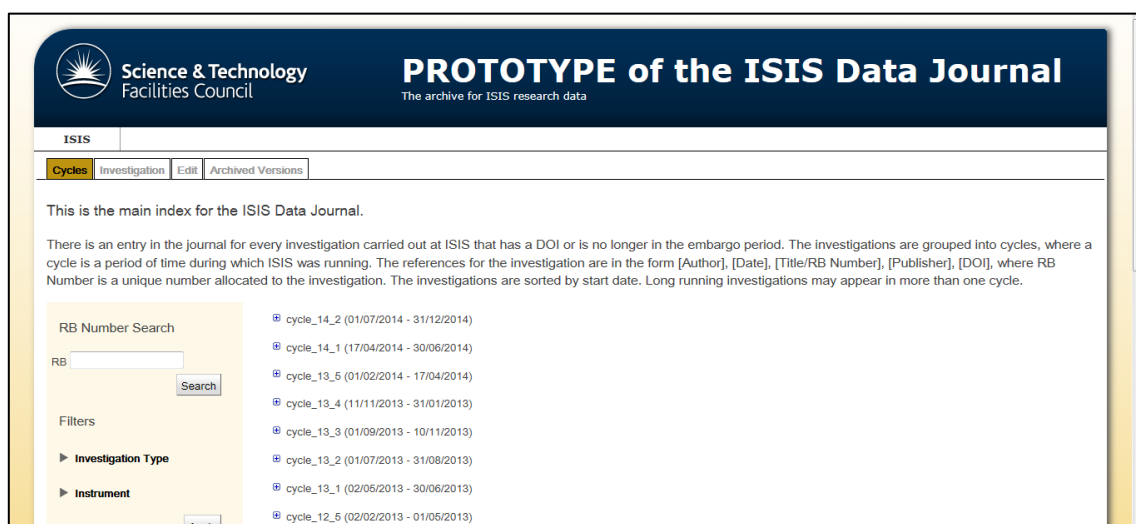 Science & Technology
Facilities Council
PROTOTYPE of the ISIS Data Journal
The archive for ISIS research data
ISIS
Cycles Investigation Edit Archived Versions
This is the main index for the ISIS Data Journal.
There is an entry in the journal for every investigation carried out at ISIS that has a DOI or is no longer in the embargo period. The investigations are grouped into cycles, where a
cycle is a period of time during which ISIS was running. The references for the investigation are in the form [Author], [Date], [Title/RB Number], [Publisher], [DOI], where RB
Number is a unique number allocated to the investigation. The investigations are sorted by start date. Long running investigations may appear in more than one cycle.
RB Number Search
RB
Search
Filters
Investigation Type
Instrument
cycle_14_2 (01/07/2014 - 31/12/2014)
cycle_14_1 (17/04/2014 - 30/06/2014)
cycle_13_5 (01/02/2014 - 17/04/2014)
cycle_13_4 (11/11/2013 - 31/01/2013)
cycle_13_3 (01/09/2013 - 10/11/2013)
cycle_13_2 (01/07/2013 - 31/08/2013)
cycle_13_1 (02/05/2013 - 30/06/2013)
cycle_12_5 (02/02/2013 - 01/05/2013)